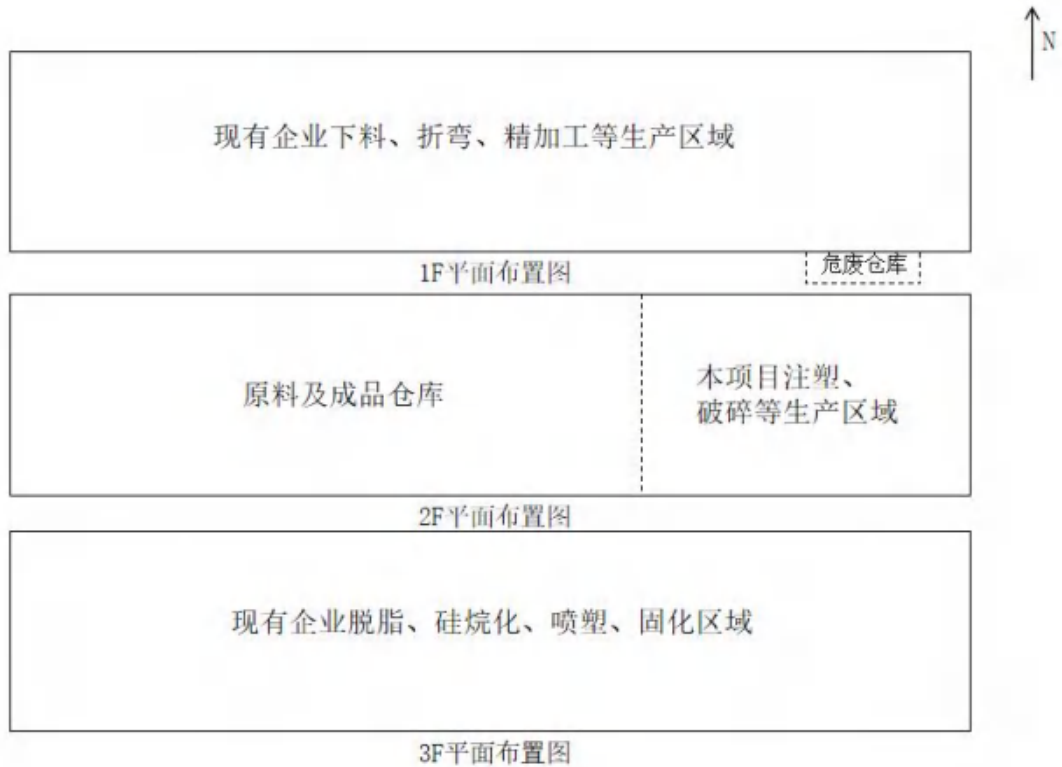 N
现有企业下料、折弯、精加工等生产区域
1F平面布置图
危废仓库
原料及成品仓库
本项目注塑、
破碎等生产区域
2F平面布置图
现有企业脱脂、硅烷化、喷塑、固化区域
3F平面布置图